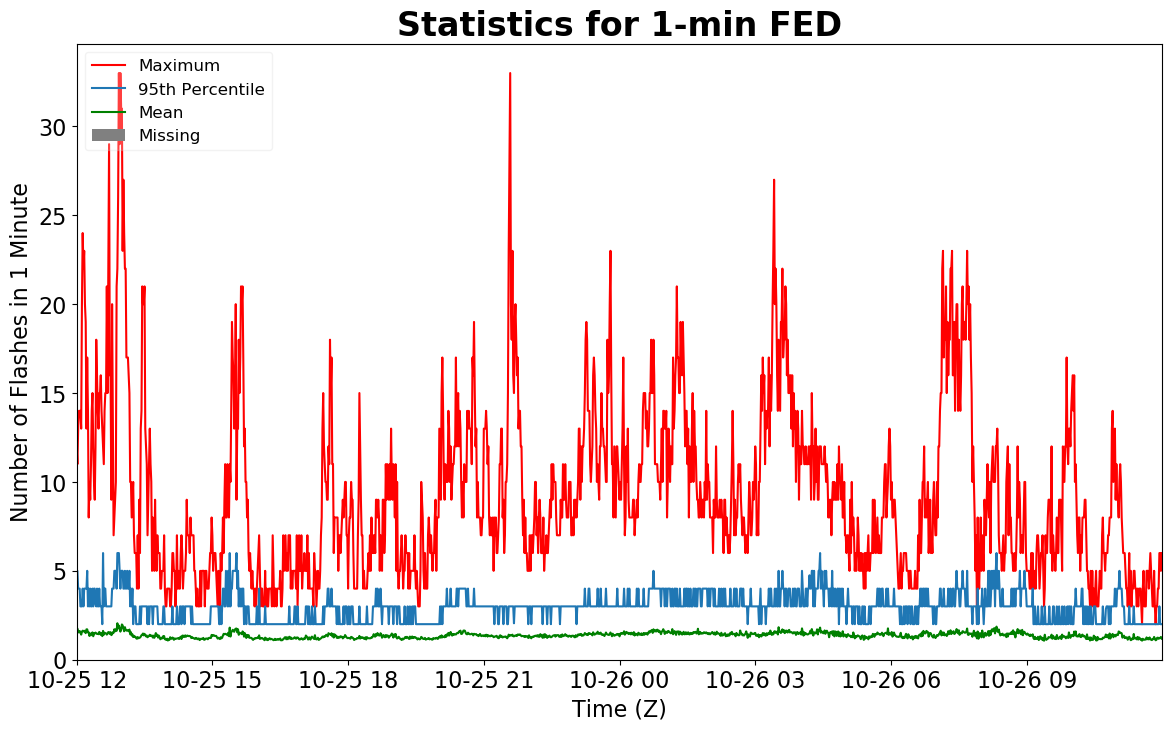 Statistics for 1-min FED
Maximum
95th Percentile
Mean
Missing
Number of Flashes in 1 Minute
30
25
20
15
10
5
0
10-25 12
10-25 15
10-25 18
10-25 21
10-26 00
10-26 03
10-26 06
10-26 09
Time (Z)